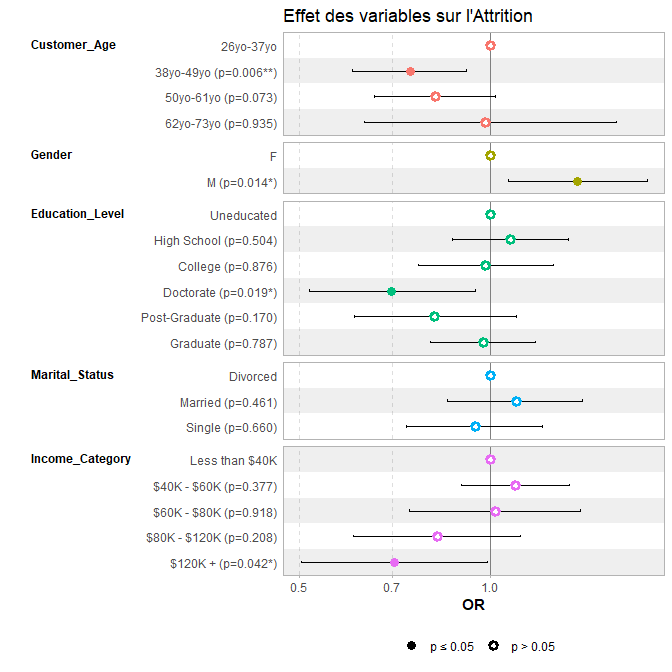 Effet des variables sur l'Attrition
Customer_Age
26yo-37yo
38yo-49yo (p=0.006**)
50yo-61yo (p=0.073)
62yo-73yo (p=0.935)
Gender
F
M (p=0.014*)
Education_Level
Uneducated
High School (p=0.504)
College (p=0.876)
Doctorate (p=0.019*)
Post-Graduate (p=0.170)
Graduate (p=0.787)
Marital_Status
Divorced
Married (p=0.461)
Single (p=0.660)
Income_Category
Less than $40K
$40K - $60K (p=0.377)
$60K - $80K (p=0.918)
$80K - $120K (p=0.208)
$120K + (p=0.042*)
0.5 0.7 1.0
OR
p ≤ 0.05 p > 0.05